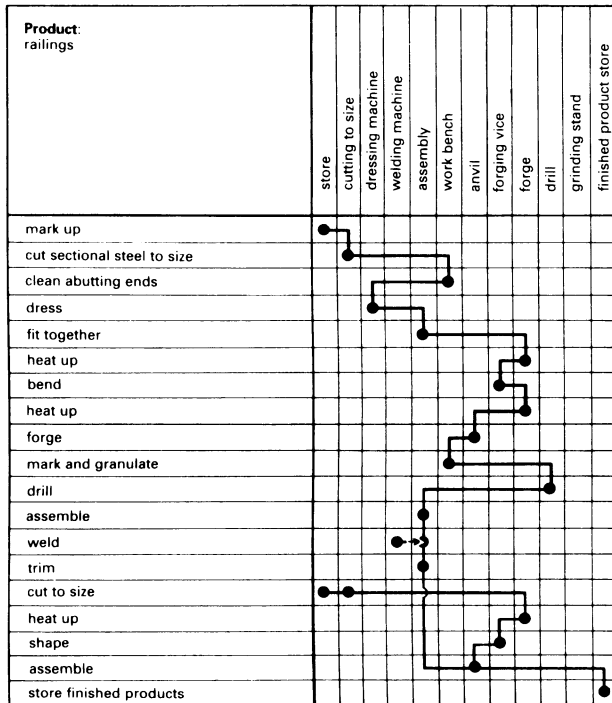 Product:
railings
store
cutting to size
dressing machine
welding machine
assembly
work bench
anvil
forging vice
forge
drill
grinding stand
finished product store
mark up
cut sectional steel to size
clean abutting ends
dress
fit together
heat up
bend
heat up
forge
mark and granulate
drill
assemble
weld
trim
cut to size
heat up
shape
assemble
store finished products